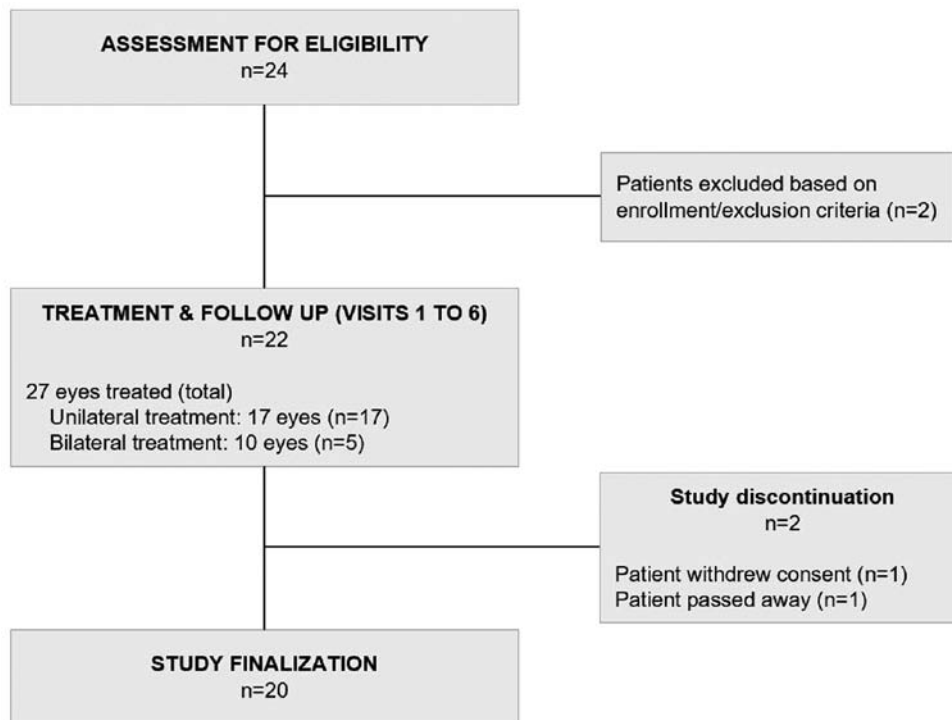 ASSESSMENT FOR ELIGIBILITY
n=24
Patients excluded based on
enrollment/exclusion criteria (n=2)
TREATMENT & FOLLOW UP (VISITS 1 TO 6)
n=22
27 eyes treated (total)
Unilateral treatment: 17 eyes (n=17)
Bilateral treatment: 10 eyes (n=5)
Study discontinuation
n=2
Patient withdrew consent (n=1)
Patient passed away (n=1)
STUDY FINALIZATION
n=20